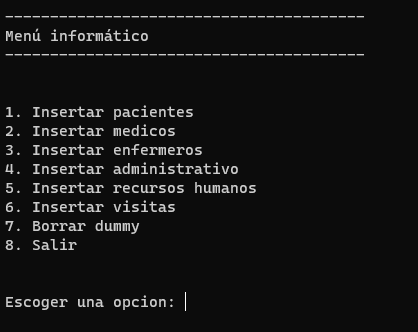 ----------------------------------------
Menú informático
----------------------------------------
1. Insertar pacientes
2. Insertar medicos
3. Insertar enfermeros
4. Insertar administrativo
5. Insertar recursos humanos
6. Insertar visitas
7. Borrar dummy
8. Salir
Escoger una opcion: